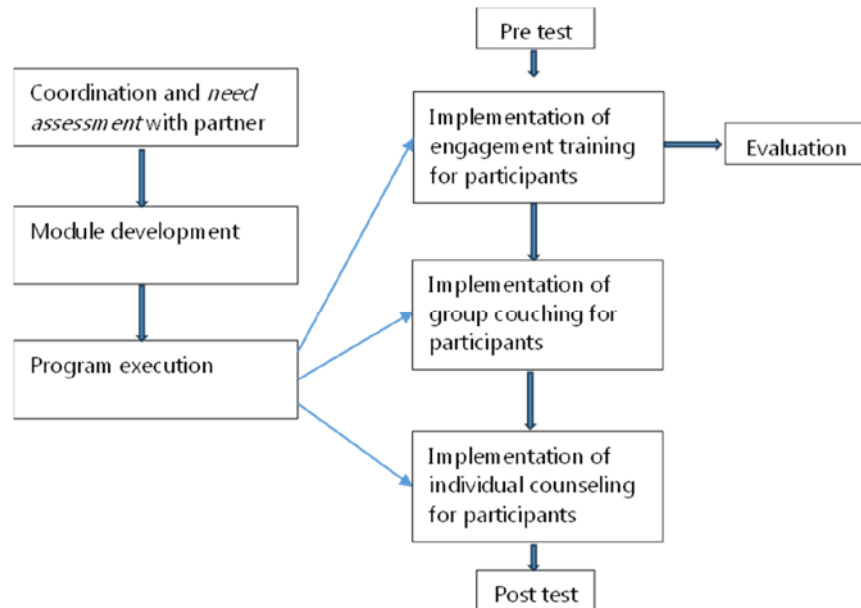 Pre test
Coordination and need
assessment with partner
Module development
Program execution
Implementation of
engagement training
for participants
Evaluation
Implementation of
group couching for
participants
Implementation of
individual counseling
for participants
Post test